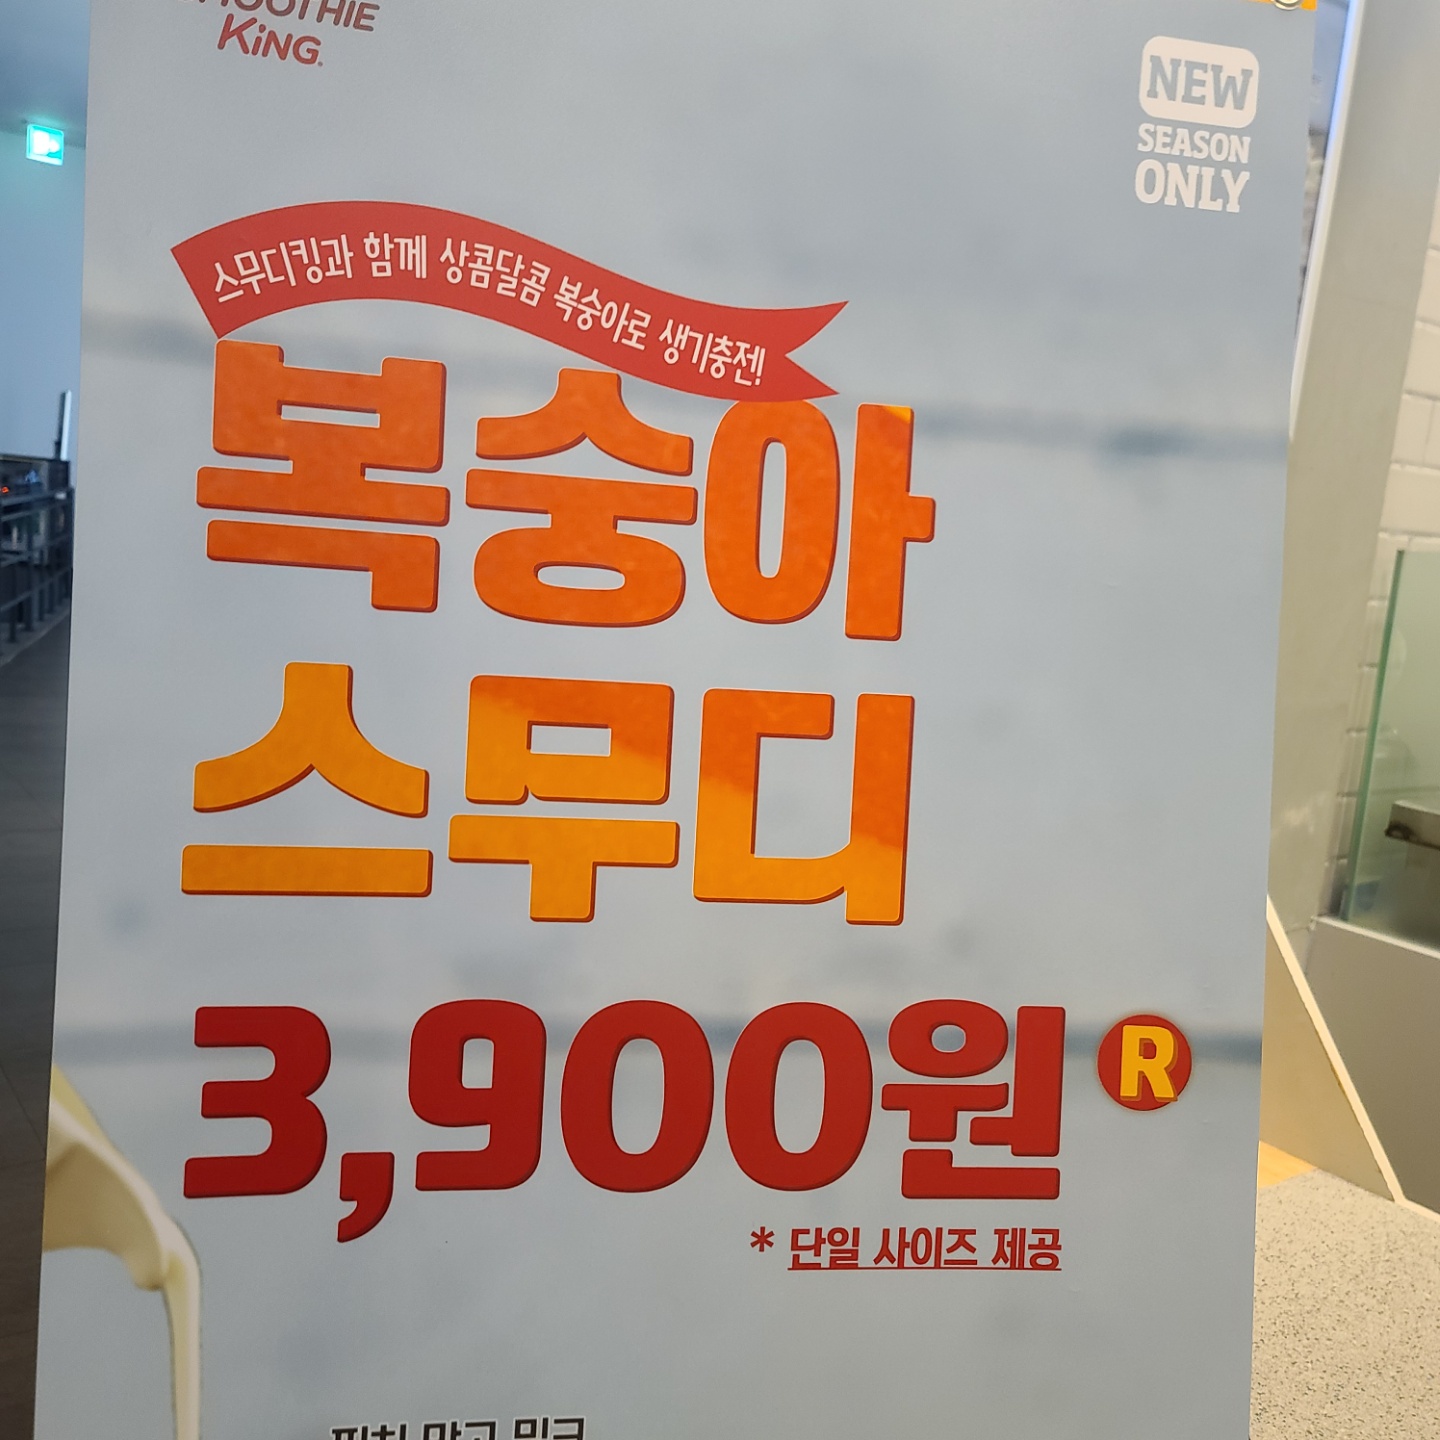 SMOOTHIE
KiNG
NEW
SEASON
ONLY
스무디킹과 함께 상콤달콤 복숭아로 생기충전!
복숭아
스무디
3,900원 R
* 단일 사이즈 제공